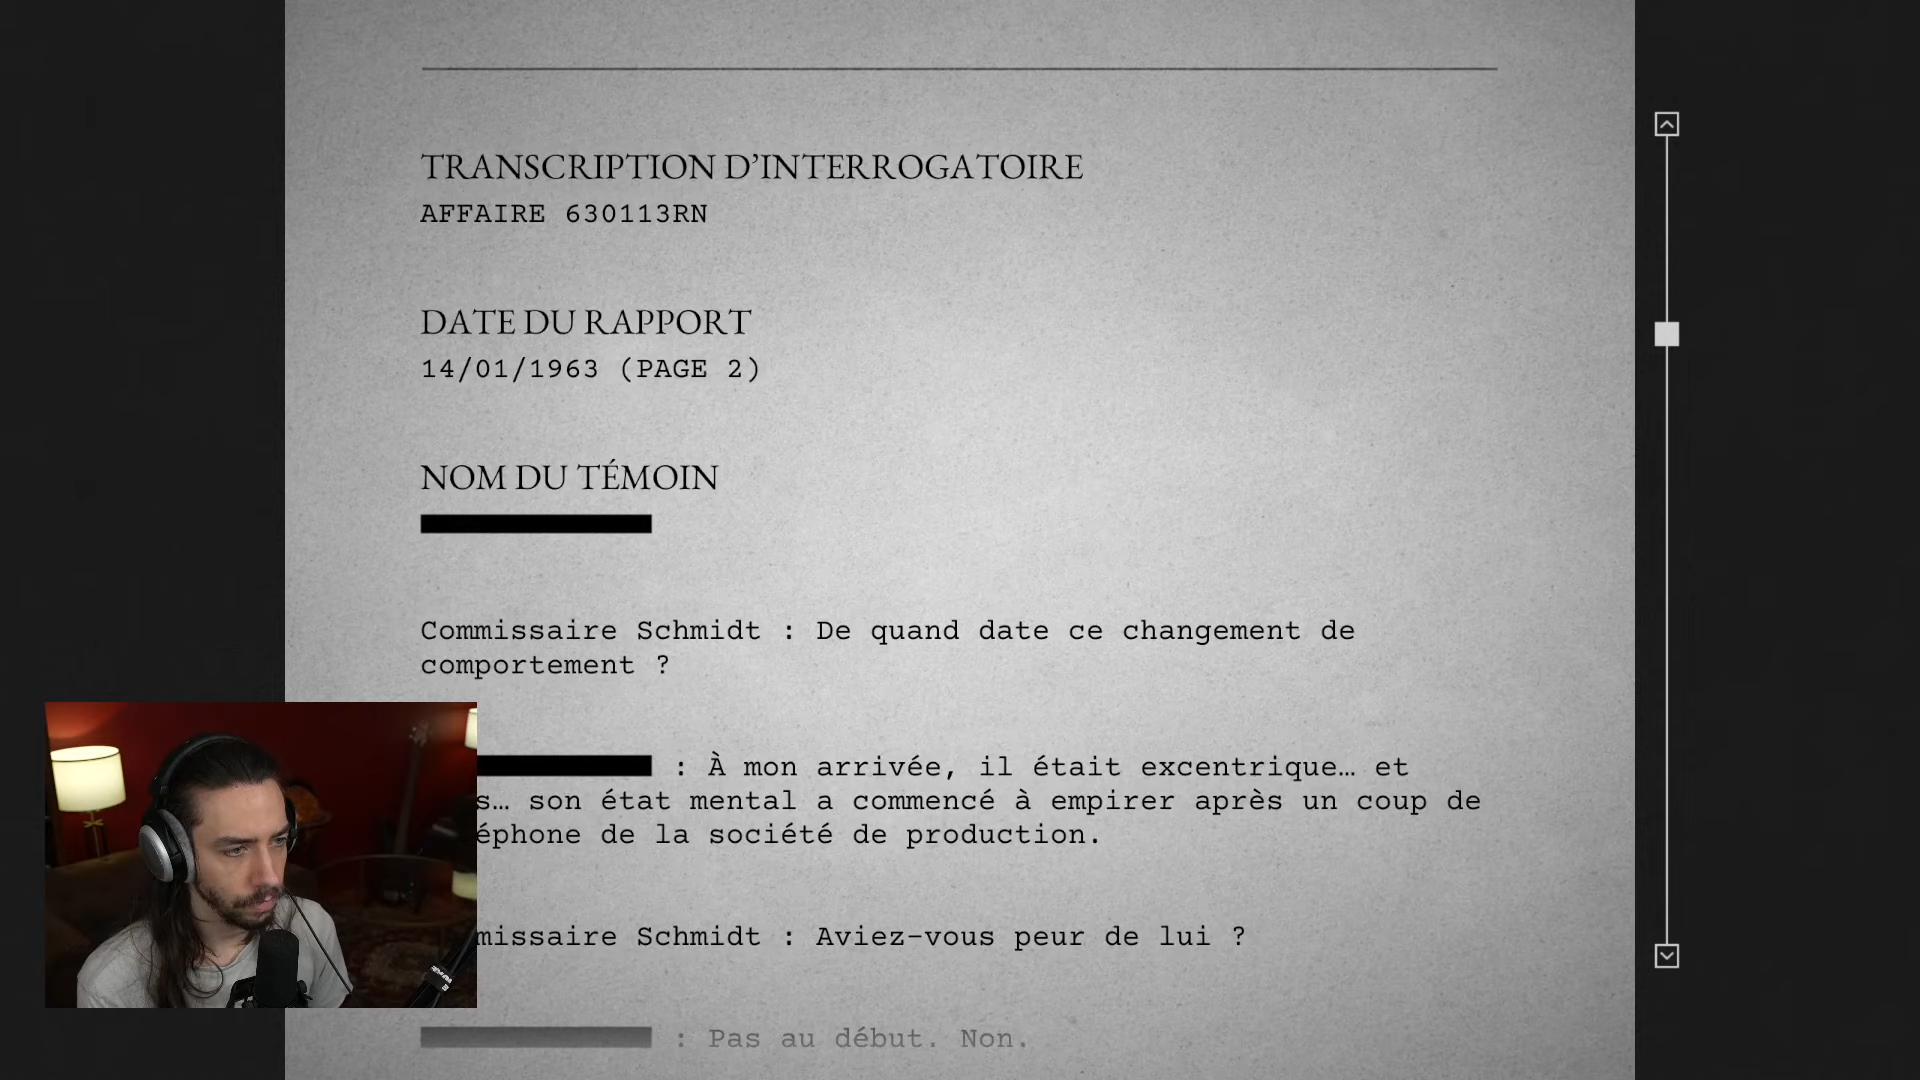 TRANSCRIPTION D’INTERROGATOIRE
AFFAIRE 630113RN
DATE DU RAPPORT
14/01/1963 (PAGE 2)
NOM DU TÉMOIN
Commissaire Schmidt : De quand date ce changement de
comportement ?
: À mon arrivée, il était excentrique… et
son état mental a commencé à empirer après un coup de
de la société de production.
Schmidt : Aviez-vous peur de lui ?
: Pas au début. Non.